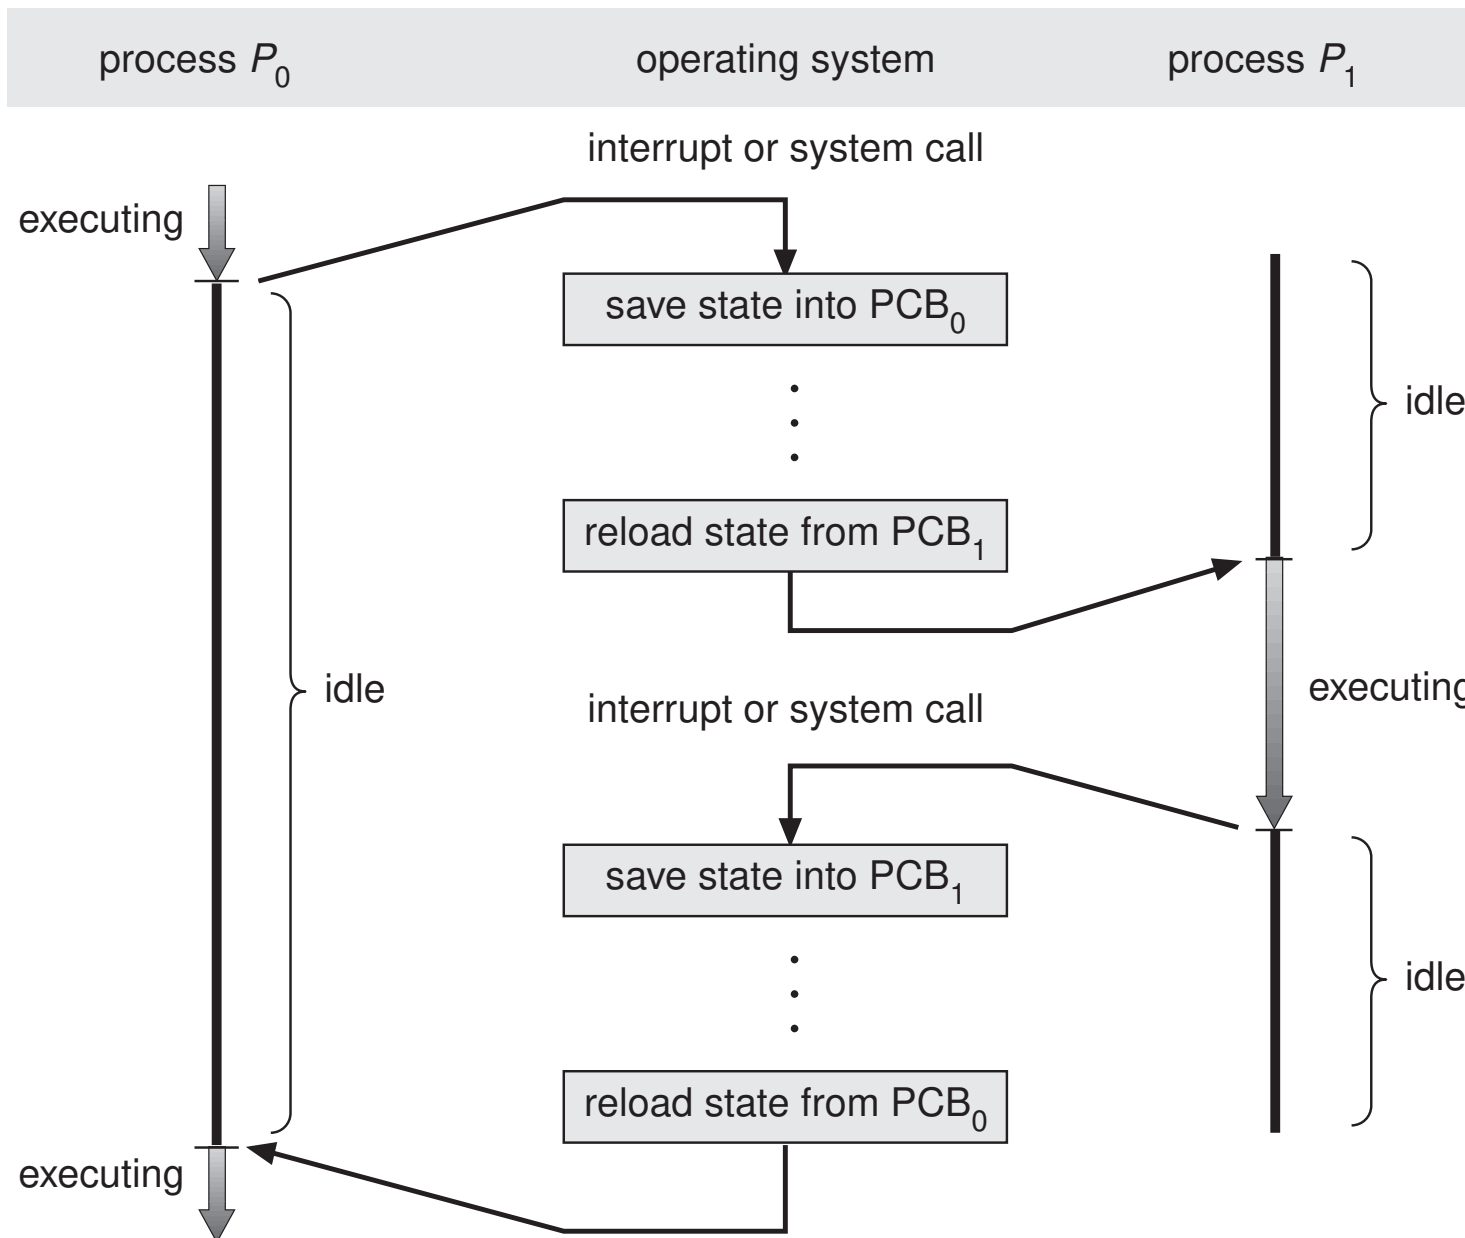 process P0 operating system process P1
interrupt or system call
executing
save state into PCB0
idle
reload state from PCB1
idle
executing
interrupt or system call
save state into PCB1
idle
reload state from PCB0
executing